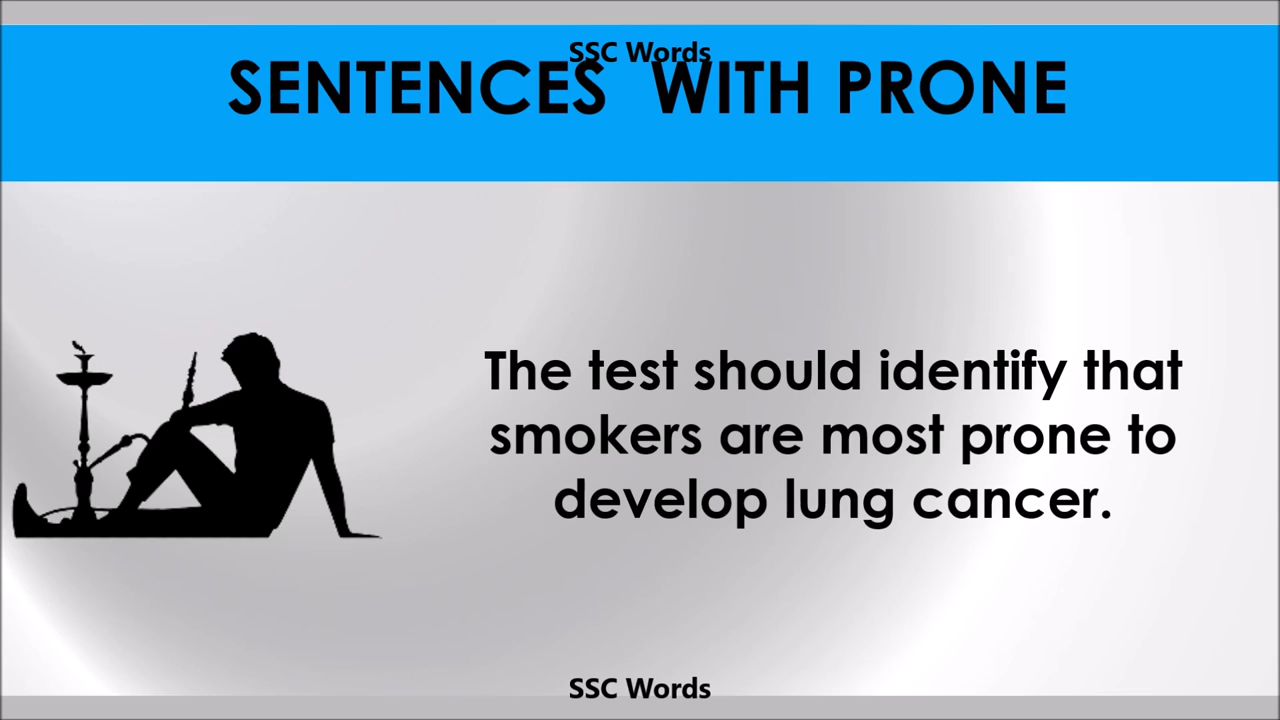 SSC Words
SENTENCES WITH PRONE
The test should identify that
smokers are most prone to
develop lung cancer.
SSC Words